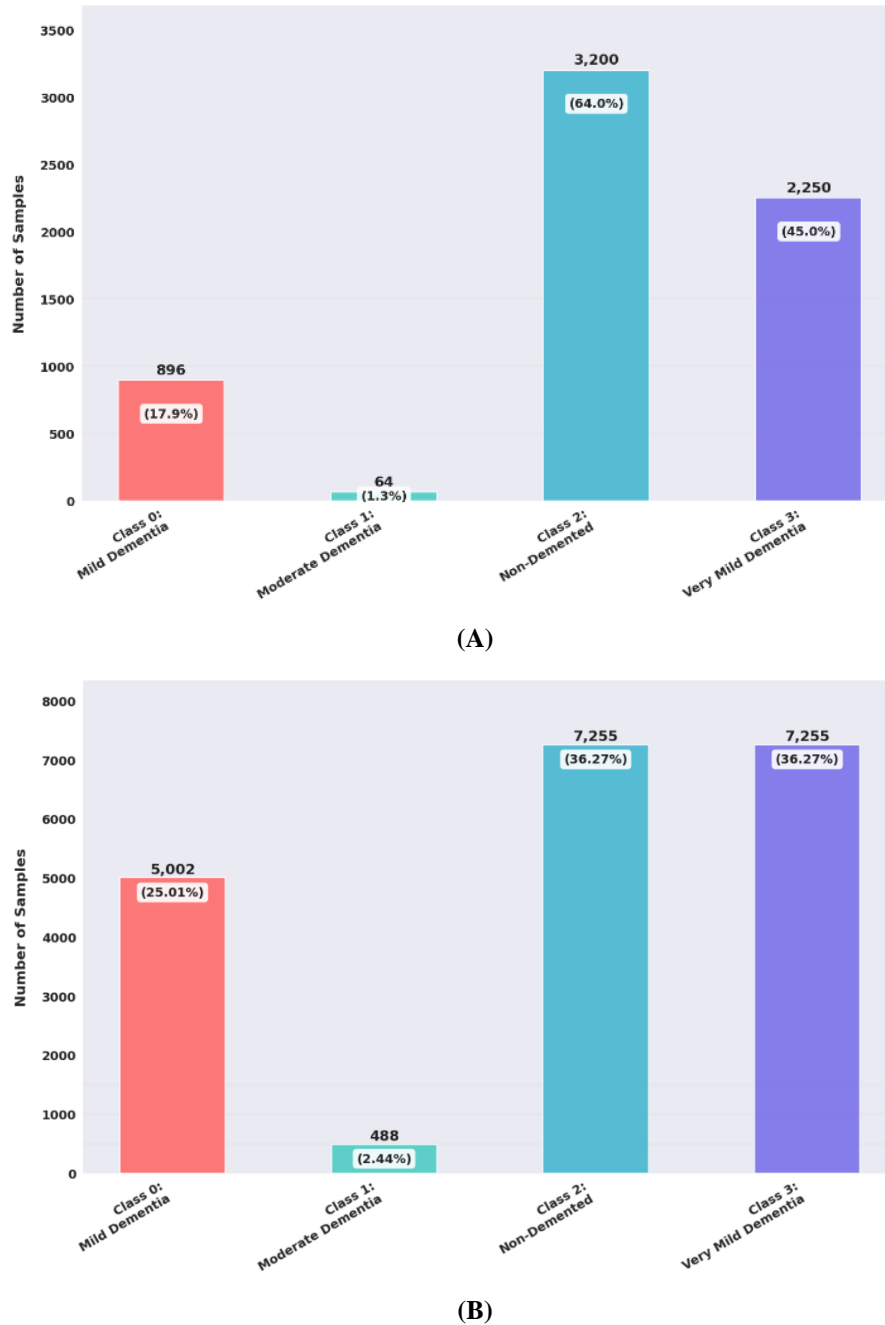 3500
3000
2500
2000
1500
1000
500
0
Number of Samples
896
(17.9%)
64
(1.3%)
3,200
(64.0%)
2,250
(45.0%)
Class 0:
Mild Dementia
Class 1:
Moderate Dementia
Class 2:
Non-Demented
Class 3:
Very Mild Dementia
(A)
8000
7000
6000
5000
4000
3000
2000
1000
0
Number of Samples
5,002
(25.01%)
488
(2.44%)
7,255
(36.27%)
7,255
(36.27%)
Class 0:
Mild Dementia
Class 1:
Moderate Dementia
Class 2:
Non-Demented
Class 3:
Very Mild Dementia
(B)